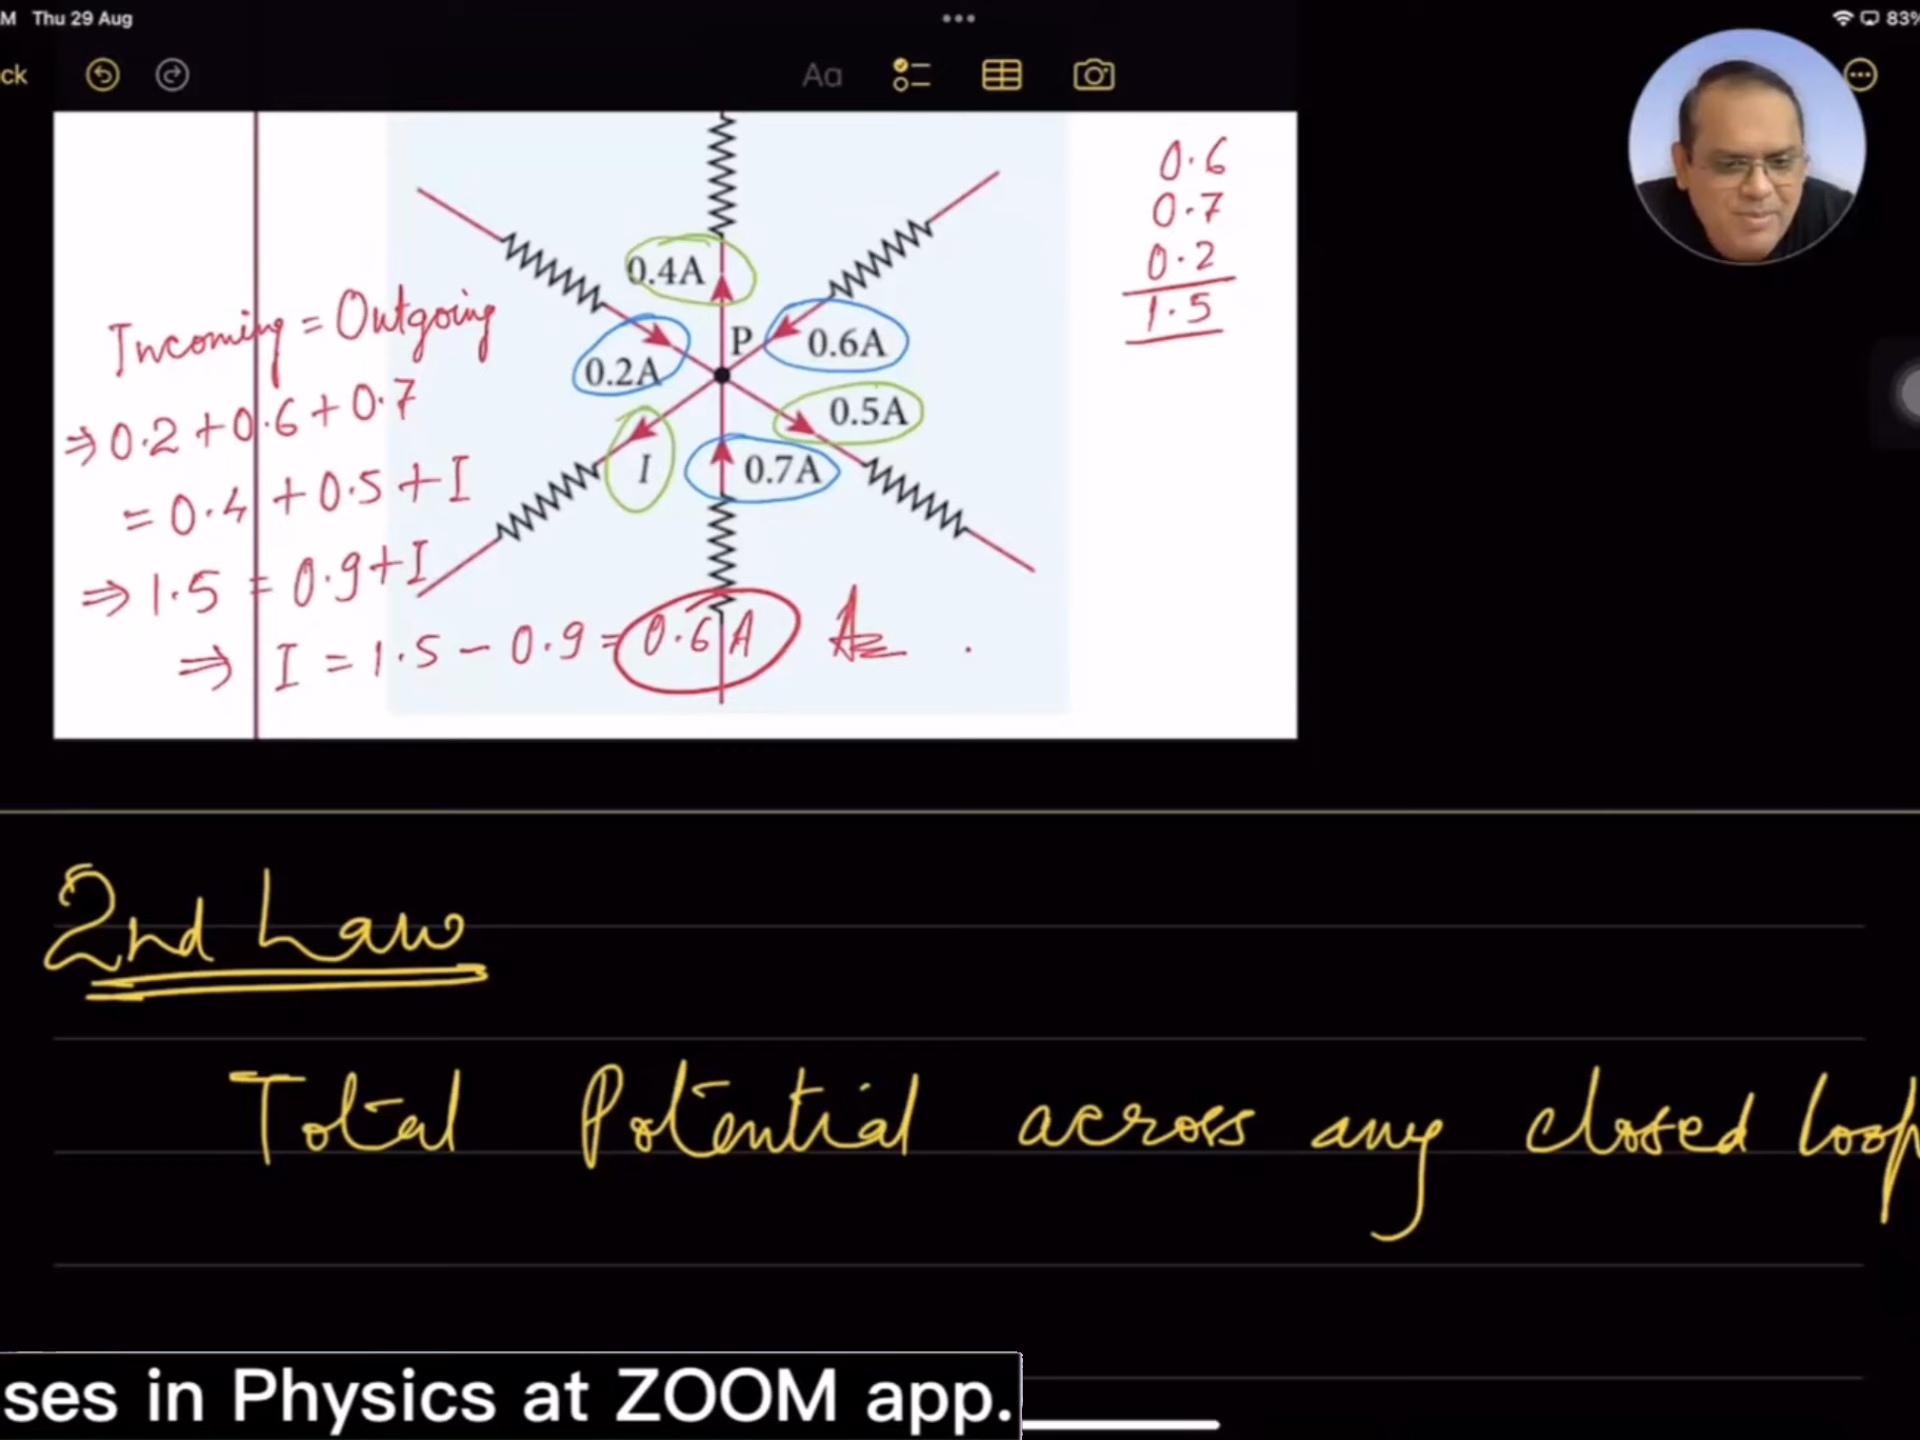 M Thu 29 Aug
83%
ck
Aa
0.6
0.7
0.2
1.5
0.4A
P
0.6A
0.2A
0.5A
I
0.7A
Incoming = Outgoing
⇒ 0.2 + 0.6 + 0.7
= 0.4 + 0.5 + I
⇒ 1.5 = 0.9 + I
⇒ I = 1.5 - 0.9 = 0.6 A
2nd Law
Total Potential across any closed loop
ses in Physics at ZOOM app.